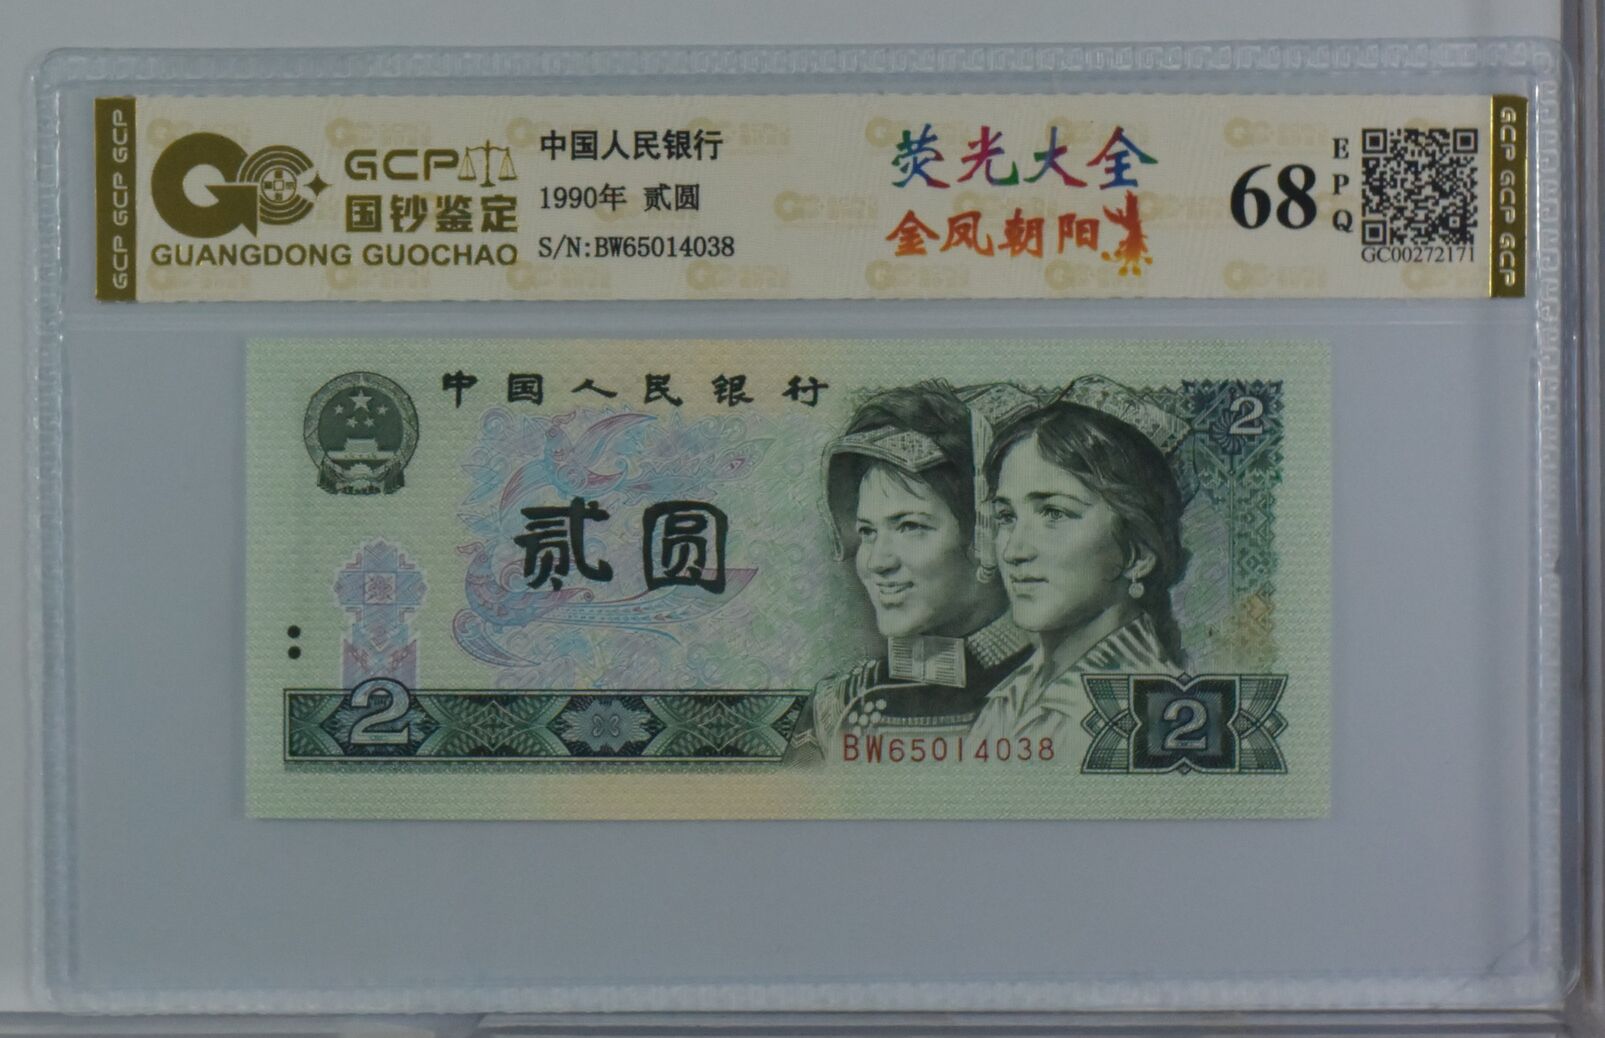 GCP GCP GCP
GCP
国钞鉴定
GUANGDONG GUOCHAO
中国人民银行
1990年 贰圆
S/N:BW65014038
荧光大全
金凤朝阳
68
EPQ
GC00272171
GCP GCP GCP
中国人民银行
2
贰圆
2
BW65014038
2